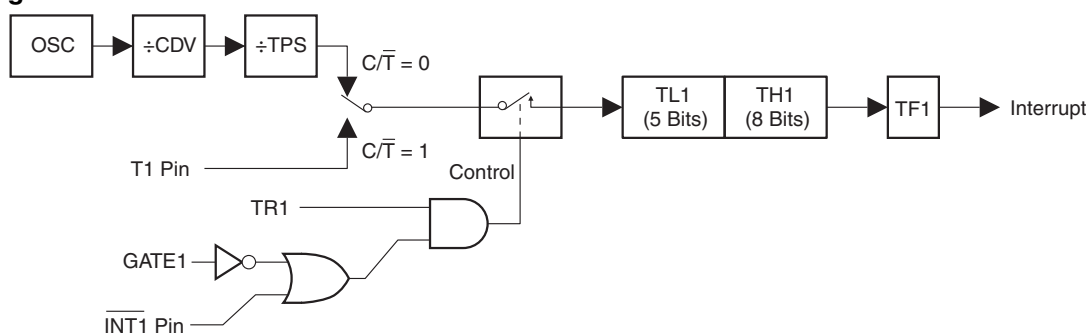 OSC
÷CDV
÷TPS
C/T̅ = 0
C/T̅ = 1
T1 Pin
Control
TL1
(5 Bits)
TH1
(8 Bits)
TF1
Interrupt
TR1
GATE1
I̅N̅T̅1̅ Pin